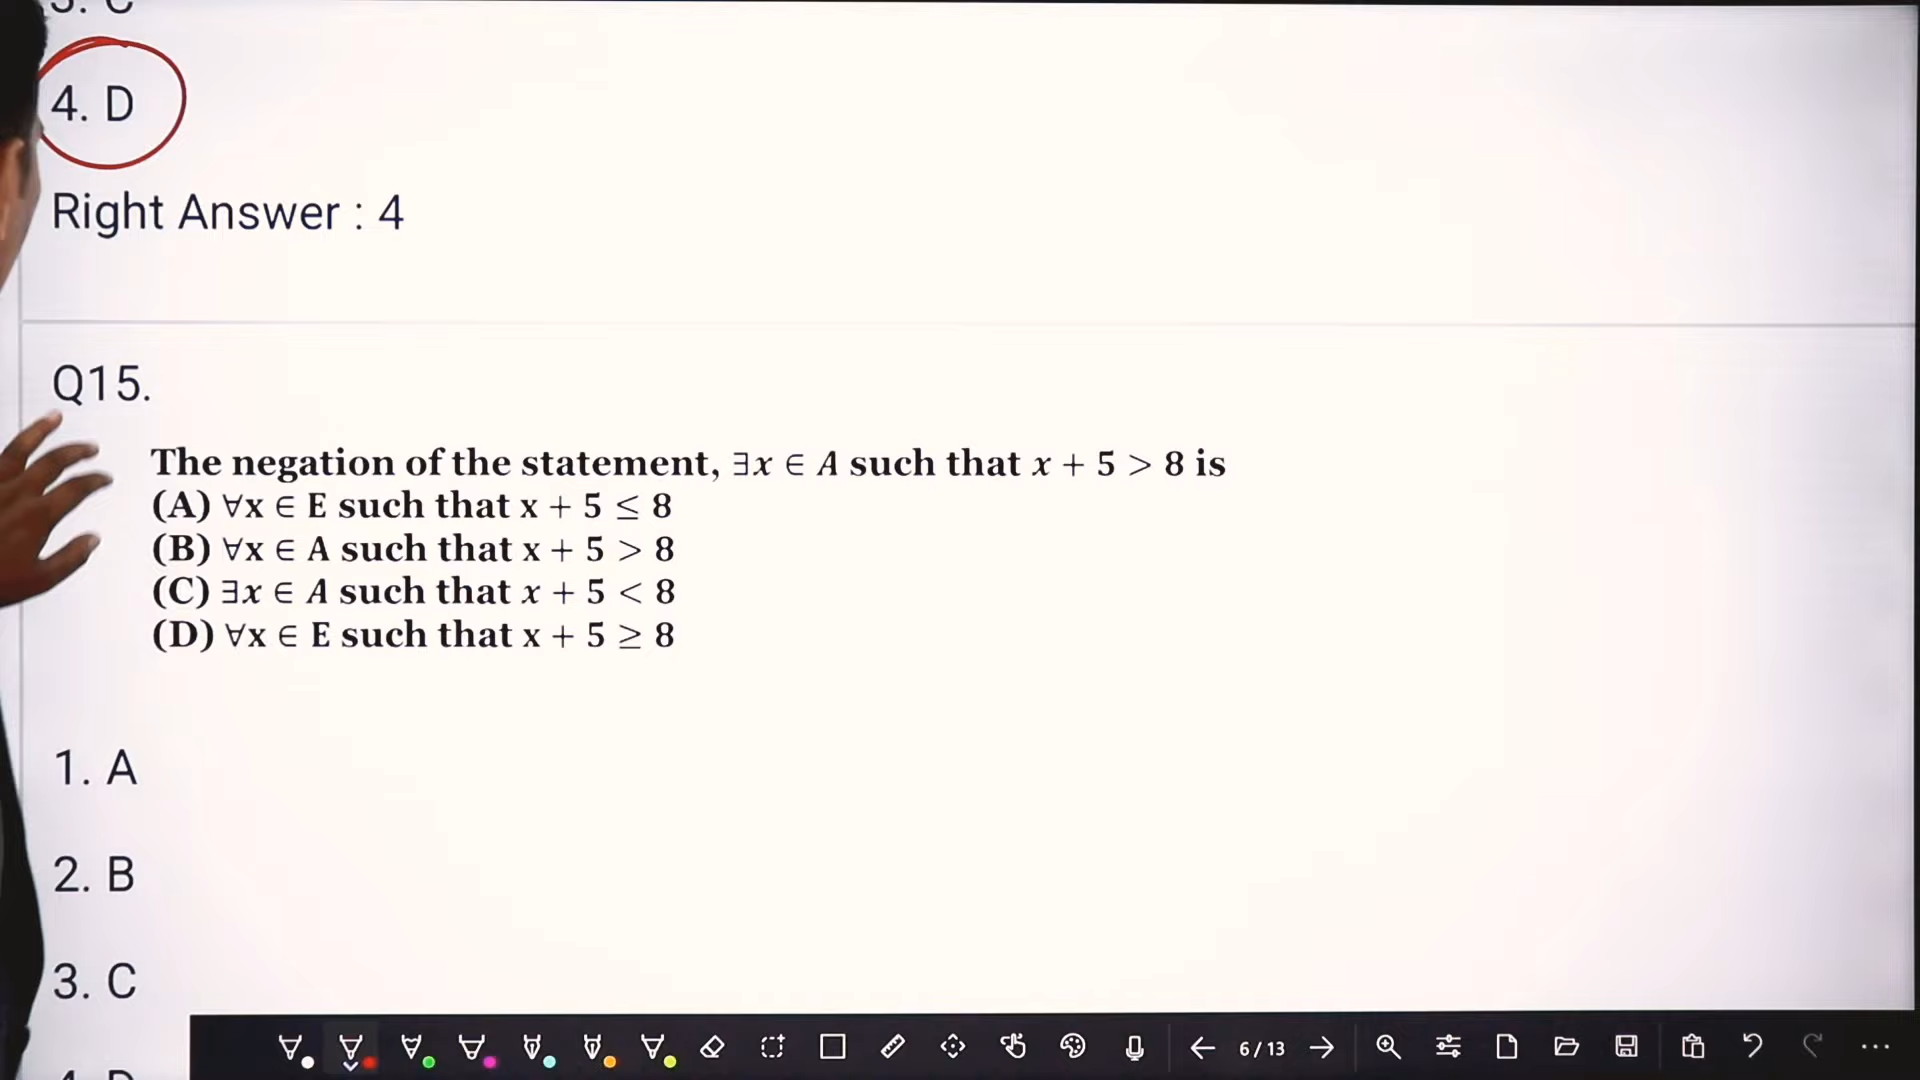 4. D
Right Answer : 4
Q15.
The negation of the statement, ∃x ∈ A such that x + 5 > 8 is
(A) ∀x ∈ E such that x + 5 ≤ 8
(B) ∀x ∈ A such that x + 5 > 8
(C) ∃x ∈ A such that x + 5 < 8
(D) ∀x ∈ E such that x + 5 ≥ 8
1. A
2. B
3. C
6 / 13